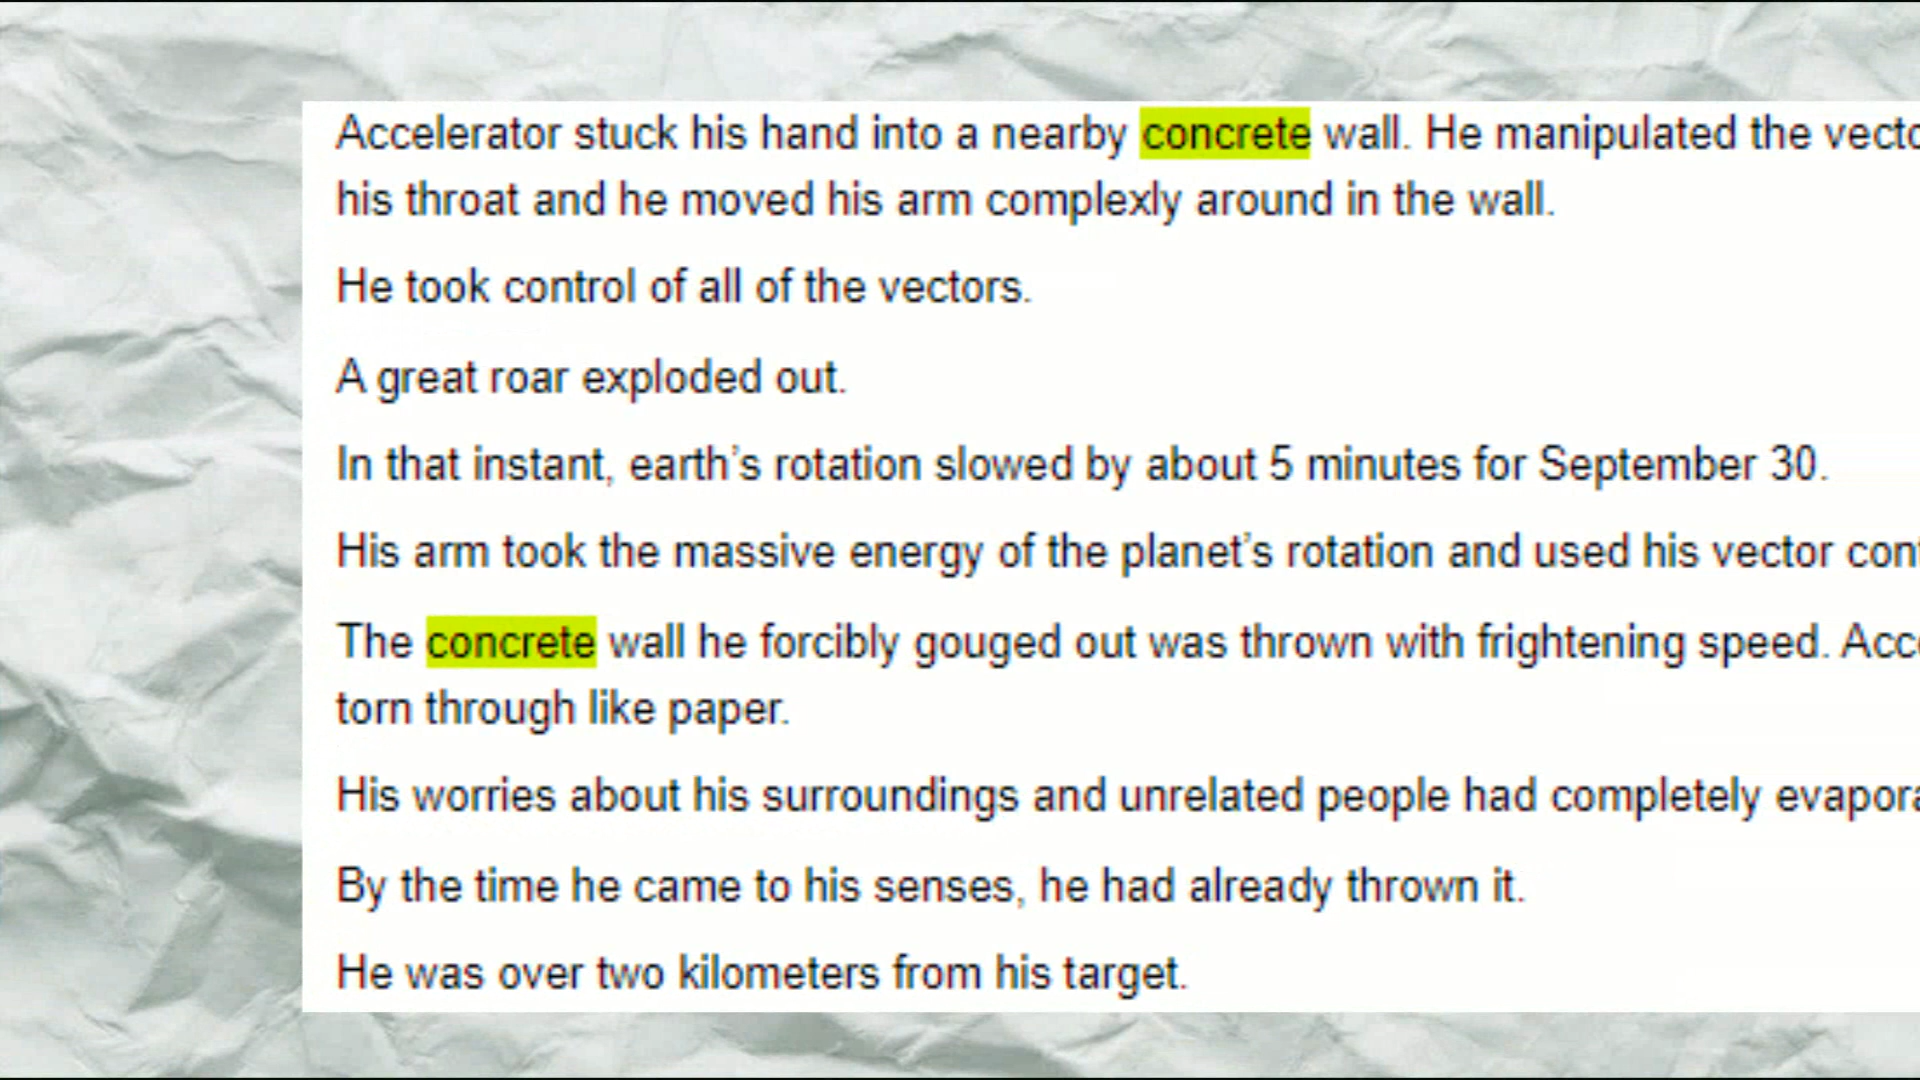 Accelerator stuck his hand into a nearby concrete wall. He manipulated the
his throat and he moved his arm complexly around in the wall.
He took control of all of the vectors.
A great roar exploded out.
In that instant, earth’s rotation slowed by about 5 minutes for September 30.
His arm took the massive energy of the planet’s rotation and used his vector
The concrete wall he forcibly gouged out was thrown with frightening speed.
torn through like paper.
His worries about his surroundings and unrelated people had completely
By the time he came to his senses, he had already thrown it.
He was over two kilometers from his target.